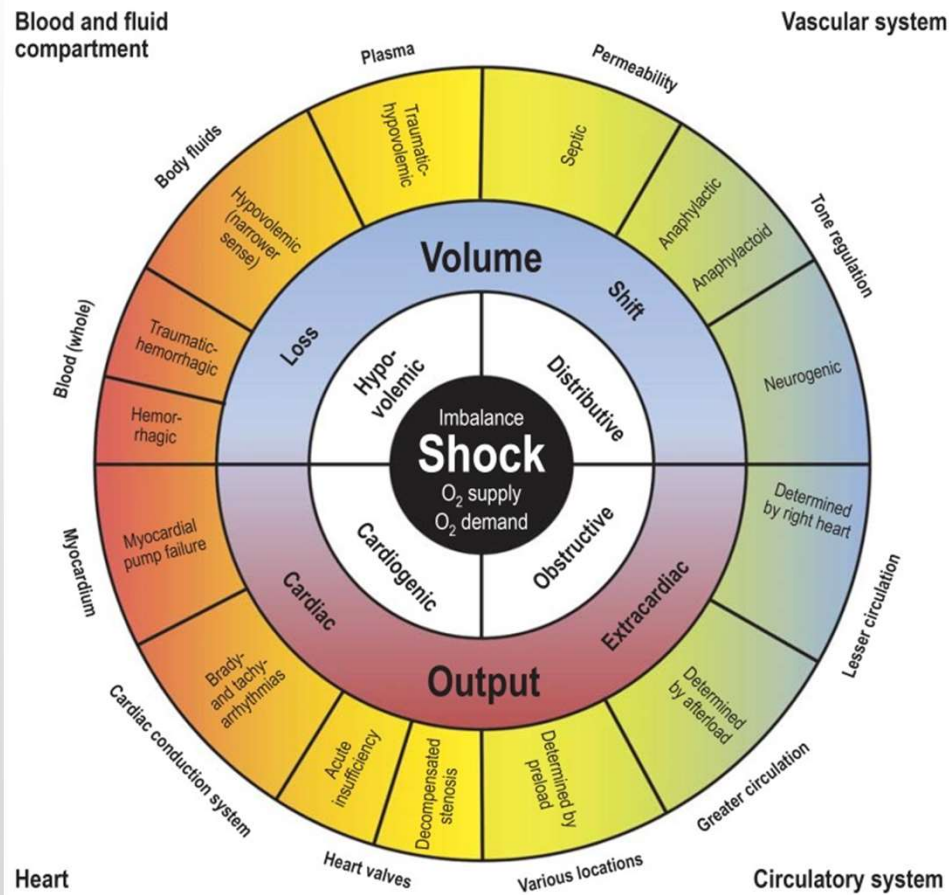 Blood and fluid
compartment
Vascular system
Plasma
Permeability
Body fluids
Tone regulation
Blood (whole)
Traumatic-
hypovolemic
Septic
Hypovolemic
(narrower
sense)
Anaphylactic
Anaphylactoid
Traumatic-
hemorrhagic
Neurogenic
Hemor-
rhagic
Volume
Loss
Shift
Hypo-
volemic
Distributive
Imbalance
Shock
O₂ supply
O₂ demand
Cardiogenic
Obstructive
Cardiac
Extracardiac
Output
Myocardial
pump failure
Determined
by right heart
Brady-
and tachy-
arrhythmias
Determined
by afterload
Acute
insufficiency
Decompensated
stenosis
Determined by
preload
Myocardium
Lesser circulation
Cardiac conduction system
Greater circulation
Heart valves
Various locations
Heart
Circulatory system